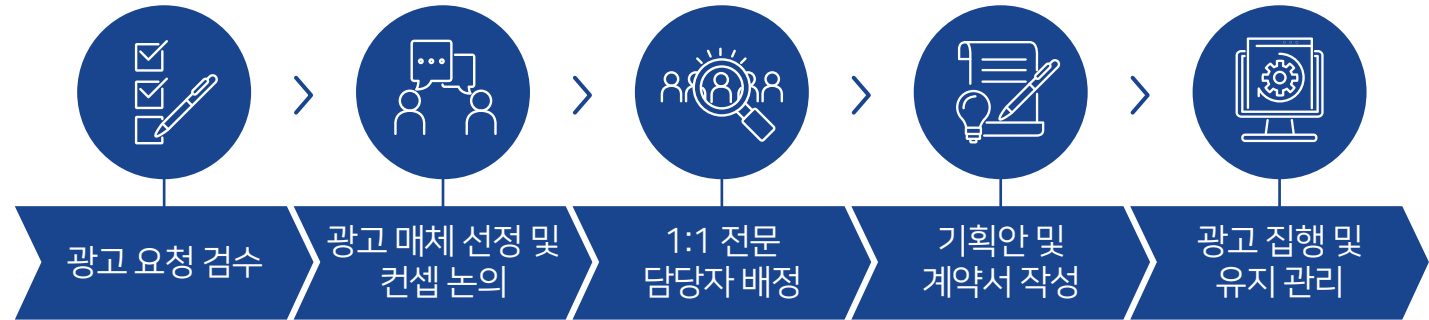 광고 요청 검수
광고 매체 선정 및
컨셉 논의
1:1 전문
담당자 배정
기획안 및
계약서 작성
광고 집행 및
유지 관리